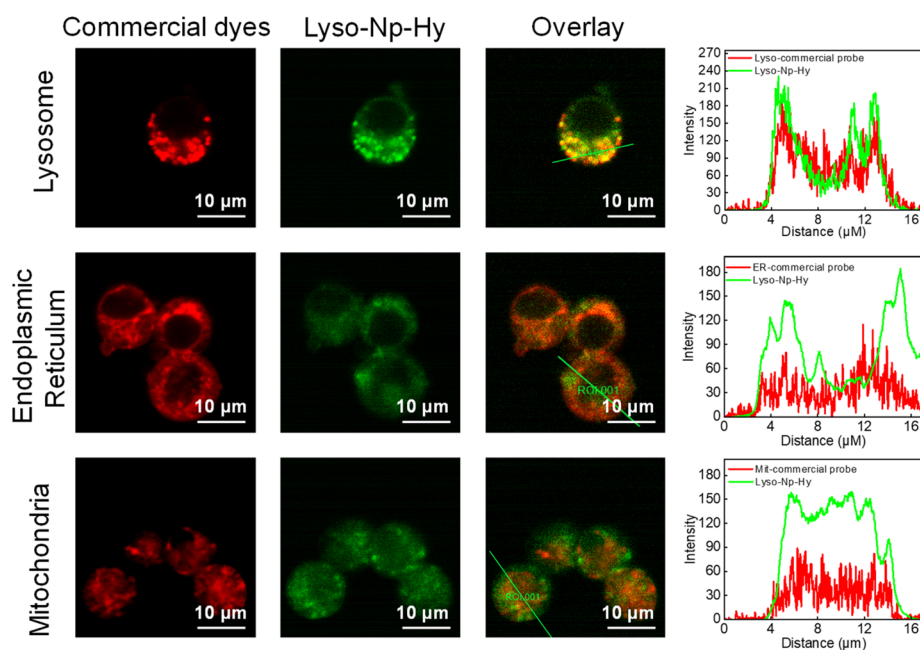 Commercial dyes Lyso-Np-Hy Overlay
Lysosome
10 µm 10 µm 10 µm
270
240
210
180
150
120
90
60
30
0
Intensity
Lyso-commercial probe
Lyso-Np-Hy
0 4 8 12 16
Distance (µM)
Endoplasmic
Reticulum
10 µm 10 µm 10 µm
ROI.001
180
150
120
90
60
30
0
Intensity
ER-commercial probe
Lyso-Np-Hy
0 4 8 12 16
Distance (µM)
Mitochondria
10 µm 10 µm 10 µm
ROI.001
180
150
120
90
60
30
0
Intensity
Mit-commercial probe
Lyso-Np-Hy
0 4 8 12 16
Distance (µm)